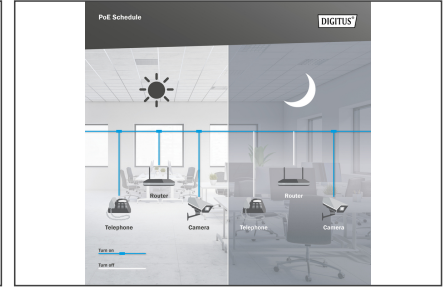 PoE Schedule
DIGITUS®
Router
Router
Telephone
Camera
Telephone
Camera
Turn on
Turn off